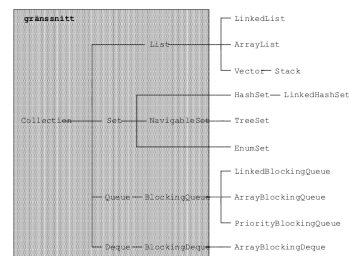 gränssnitt
LinkedList
List ArrayList
Vector Stack
HashSet LinkedHashSet
Collection Set NavigableSet TreeSet
EnumSet
LinkedBlockingQueue
Queue BlockingQueue ArrayBlockingQueue
PriorityBlockingQueue
Deque BlockingDeque ArrayBlockingDeque